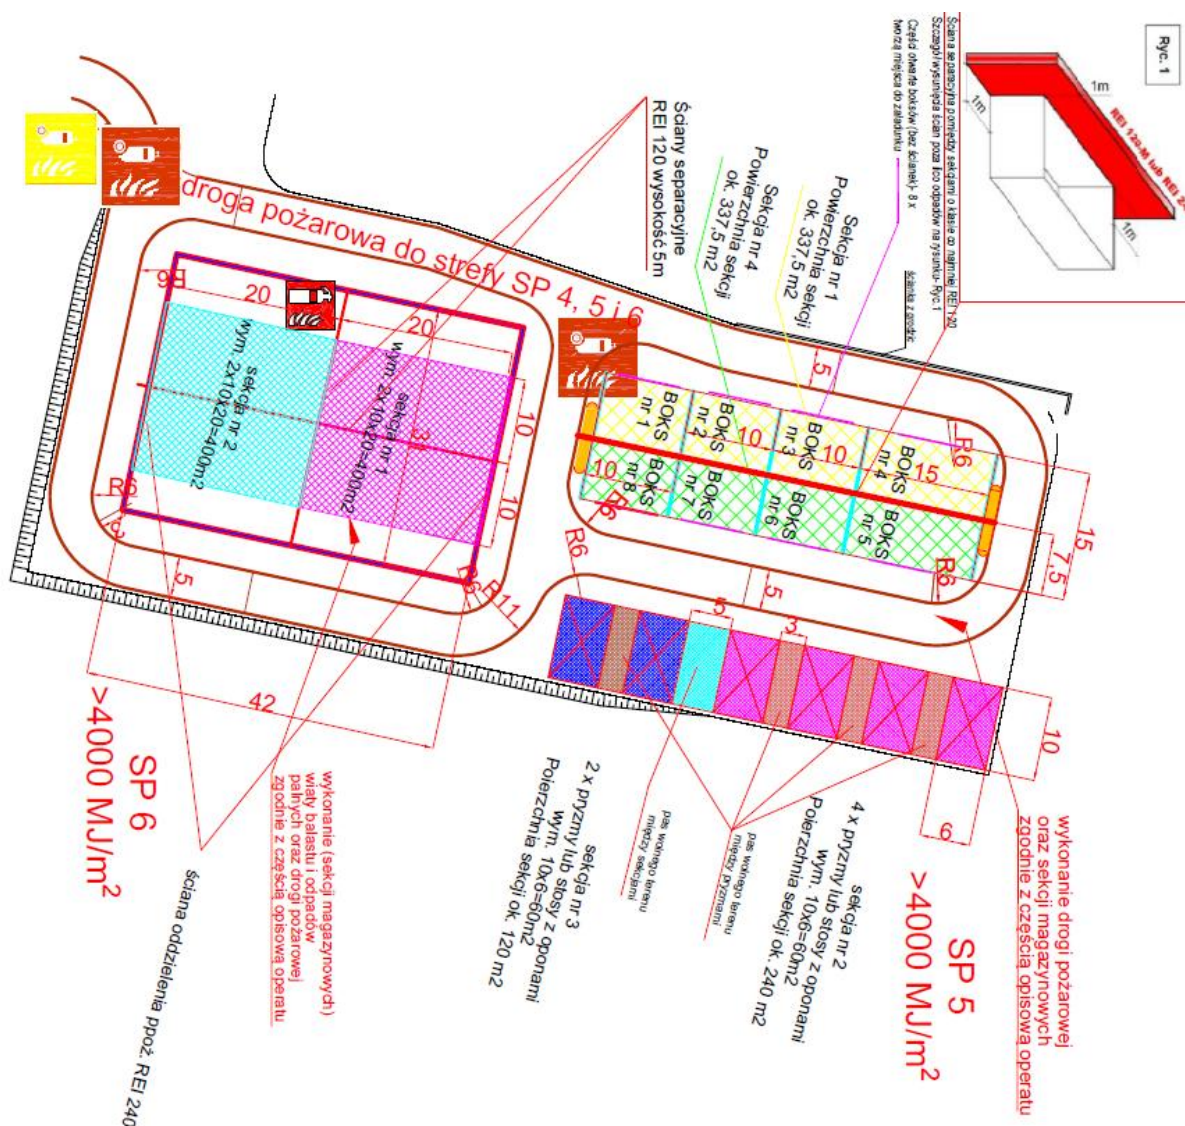 Ryc. 1
1m
1m
1m
REI 120-M lub REI 24
Ściana separacyjna pomiędzy sekcjami o klasie co najmniej REI 120
Szczegół wysunięcia ścian poza lico odpadów na rysunku Ryc.1
Części otwarte boksów (bez ścianek)- 8 x
tworzą miejsca do załadunku
Sekcja nr 1
Powierzchnia sekcji
ok. 337,5 m2
Sekcja nr 4
Powierzchnia sekcji
ok. 337,5 m2
Ściany separacyjne
REI 120 wysokość 5m
droga pożarowa do strefy SP 4, 5 i 6
20
20
10
10
sekcja nr 2
wym. 2x10x20=400m2
sekcja nr 1
wym. 2x10x20=400m2
R6
R6
R11
5
42
SP 6
>4000 MJ/m²
BOKS
nr 1
BOKS
nr 2
BOKS
nr 3
BOKS
nr 4
BOKS
nr 5
BOKS
nr 6
BOKS
nr 7
BOKS
nr 8
10
10
10
15
5
5
R6
R6
R6
R6
15
7,5
5
3
10
6
SP 5
>4000 MJ/m²
wykonanie drogi pożarowej
oraz sekcji magazynowych
zgodnie z częścią opisowa operatu
sekcja nr 2
4 x pryzmy lub stosy z oponami
wym. 10x6=60m2
Poierzchnia sekcji ok. 240 m2
pas wolnego terenu
między pryzmami
pas wolnego terenu
między sekcjami
sekcja nr 3
2 x pryzmy lub stosy z oponami
wym. 10x6=60m2
Poierzchnia sekcji ok. 120 m2
wykonanie (sekcji magazynowych)
wiaty balastu i odpadów
palnych oraz drogi pożarowej
zgodnie z częścią opisowa operatu
ściana oddzielenia ppoż. REI 240